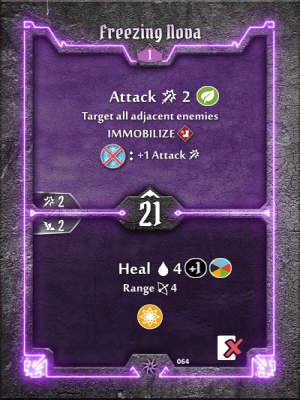 Freezing Nova
1
Attack 2
Target all adjacent enemies
IMMOBILIZE
: +1 Attack
2
21
2
Heal 4 +1
Range 4
064